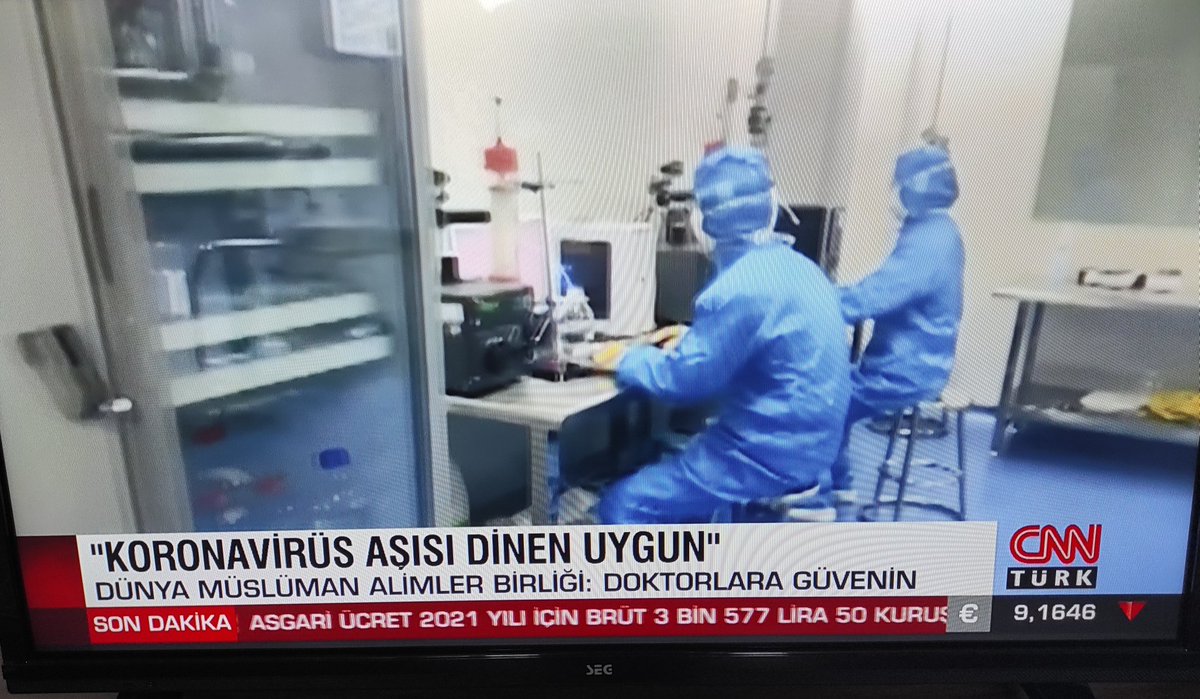 "KORONAVİRÜS AŞISI DİNEN UYGUN"
DÜNYA MÜSLÜMAN ALİMLER BİRLİĞİ: DOKTORLARA GÜVENİN
CNN
TÜRK
SON DAKİKA ASGARİ ÜCRET 2021 YILI İÇİN BRÜT 3 BİN 577 LİRA 50 KURUŞ
€ 9,1646
SEG